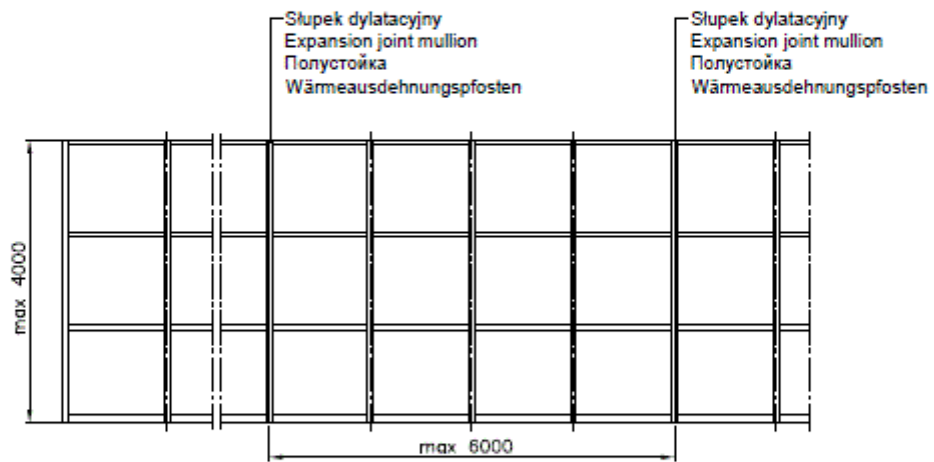 Słupek dylatacyjny
Expansion joint mullion
Полустойка
Wärmeausdehnungspfosten
Słupek dylatacyjny
Expansion joint mullion
Полустойка
Wärmeausdehnungspfosten
max 4000
max 6000